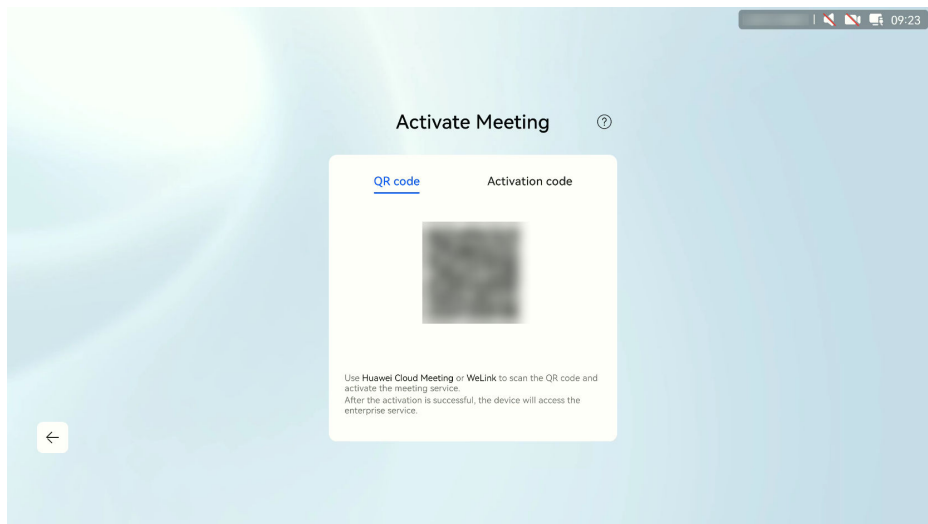 09:23
Activate Meeting
QR code
Activation code
Use Huawei Cloud Meeting or WeLink to scan the QR code and
activate the meeting service.
After the activation is successful, the device will access the
enterprise service.